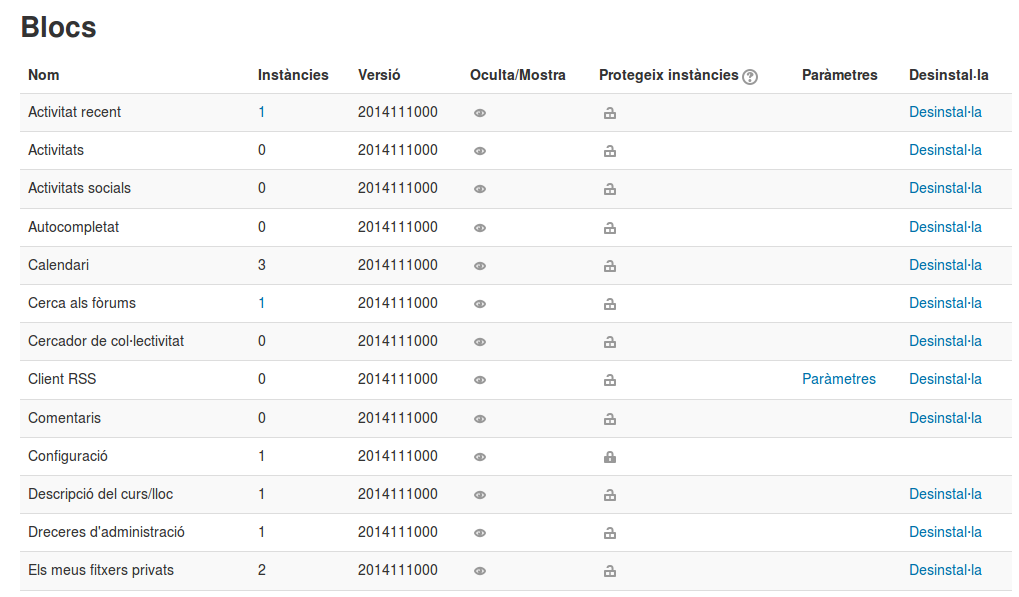 Blocs
Nom Instàncies Versió Oculta/Mostra Protegeix instàncies Paràmetres Desinstal·la
Activitat recent 1 2014111000 Desinstal·la
Activitats 0 2014111000 Desinstal·la
Activitats socials 0 2014111000 Desinstal·la
Autocompletat 0 2014111000 Desinstal·la
Calendari 3 2014111000 Desinstal·la
Cerca als fòrums 1 2014111000 Desinstal·la
Cercador de col·lectivitat 0 2014111000 Desinstal·la
Client RSS 0 2014111000 Paràmetres Desinstal·la
Comentaris 0 2014111000 Desinstal·la
Configuració 1 2014111000
Descripció del curs/lloc 1 2014111000 Desinstal·la
Dreceres d'administració 1 2014111000 Desinstal·la
Els meus fitxers privats 2 2014111000 Desinstal·la